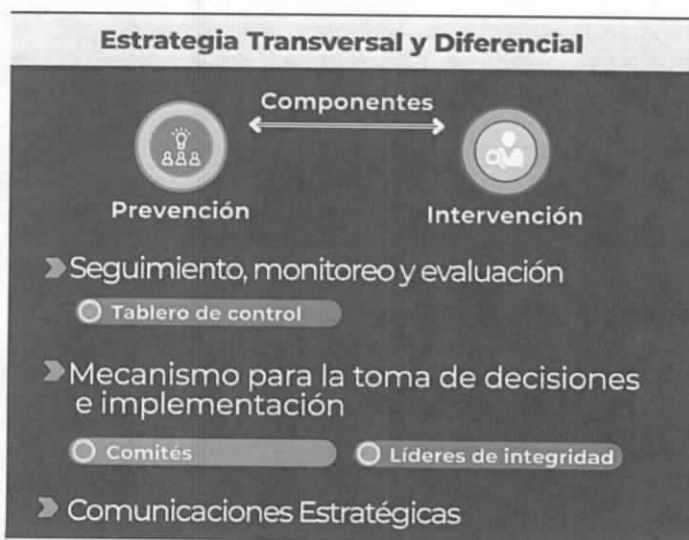 Estrategia Transversal y Diferencial
Componentes
Prevención
Intervención
Seguimiento, monitoreo y evaluación
Tablero de control
Mecanismo para la toma de decisiones
e implementación
Comités
Líderes de integridad
Comunicaciones Estratégicas